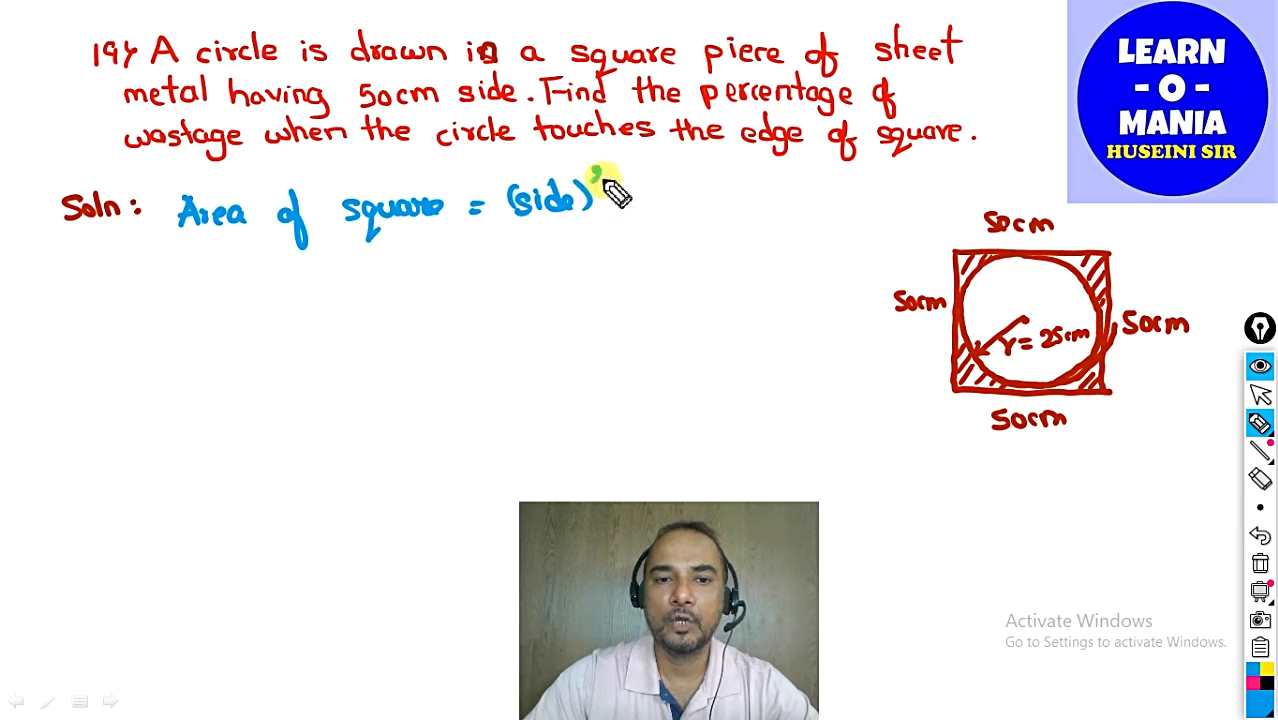 19) A circle is drawn in a square piece of sheet
metal having 50cm side. Find the percentage of
wastage when the circle touches the edge of square.
Soln: Area of square = (side)
LEARN
- O -
MANIA
HUSEINI SIR
50cm
50cm
50cm
r = 25cm
50cm
Activate Windows
Go to Settings to activate Windows.